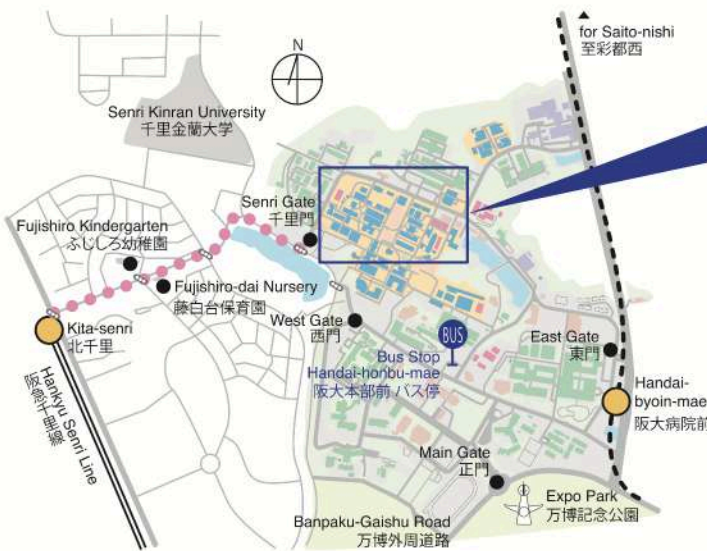 for Saito-nishi
至彩都西
N
Senri Kinran University
千里金蘭大学
Senri Gate
千里門
Fujishiro Kindergarten
ふじしろ幼稚園
Fujishiro-dai Nursery
藤白台保育園
Kita-senri
北千里
Hankyu Senri Line
阪急千里線
West Gate
西門
BUS
Bus Stop
Handai-honbu-mae
阪大本部前 バス停
East Gate
東門
Handai-
byoin-mae
阪大病院前
Main Gate
正門
Expo Park
万博記念公園
Banpaku-Gaishu Road
万博外周道路